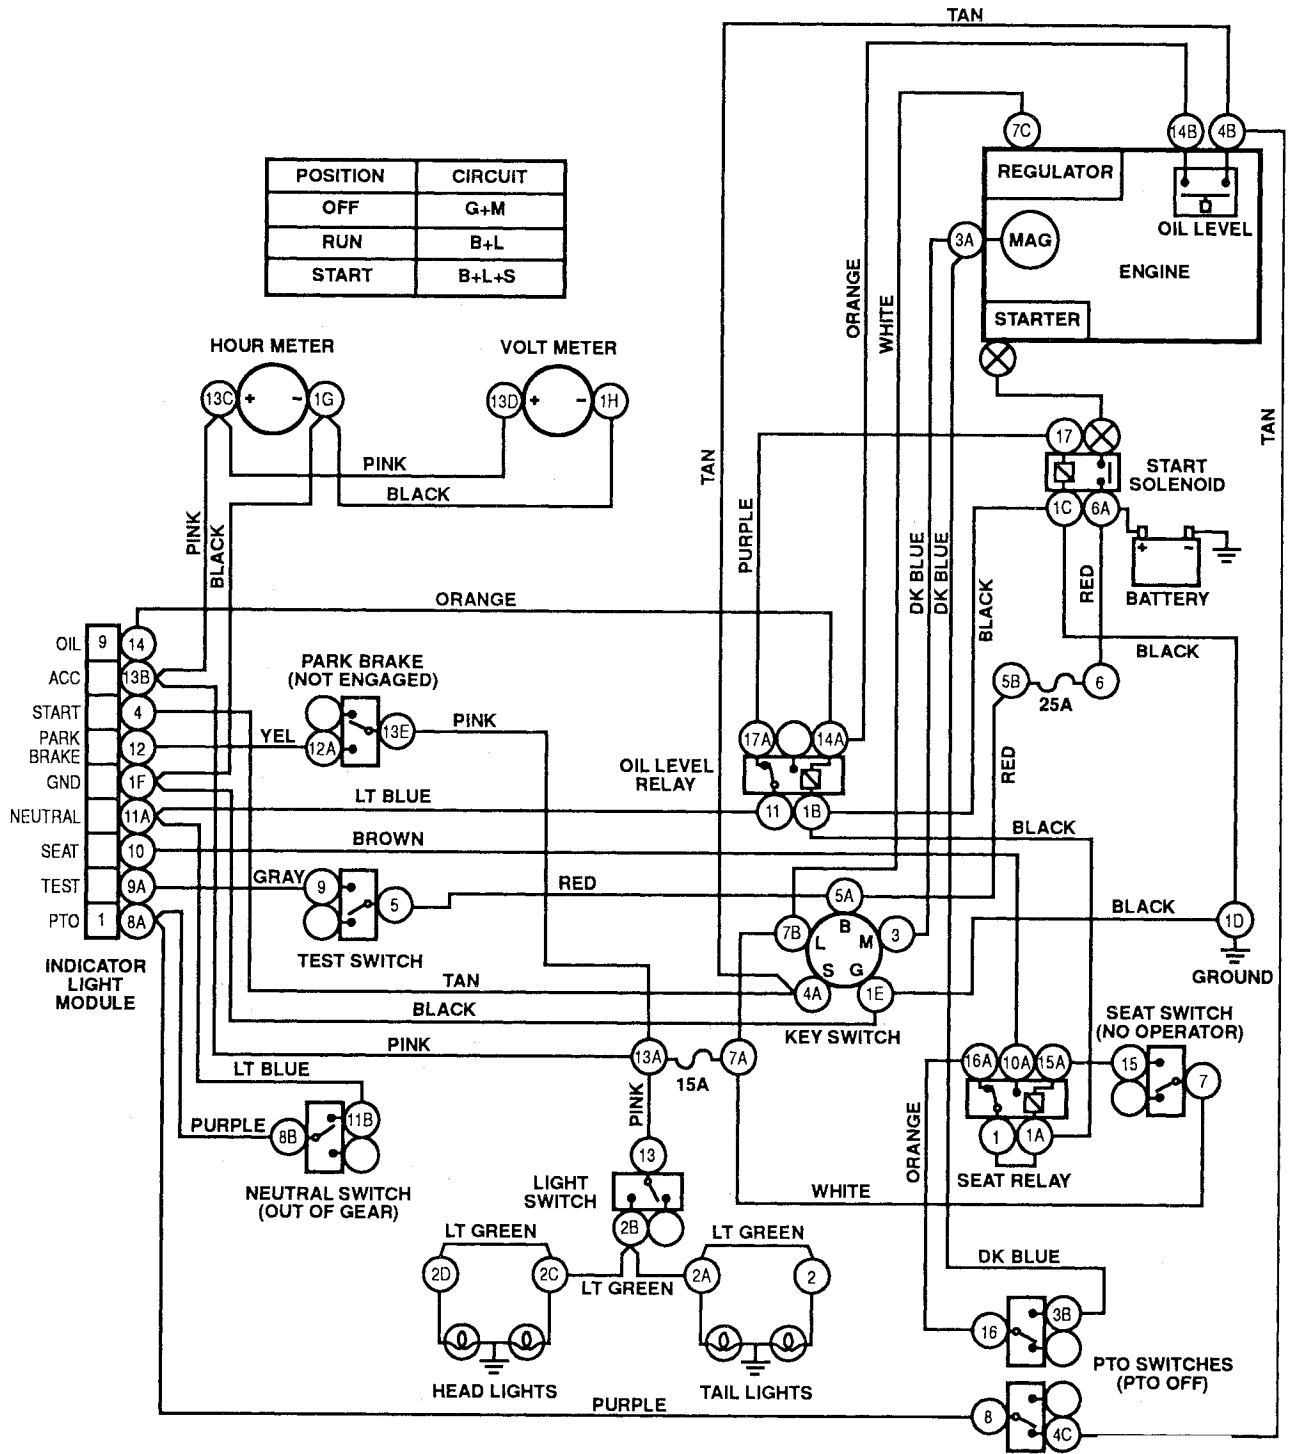 TAN
7C
14B
4B
POSITION CIRCUIT
OFF G+M
RUN B+L
START B+L+S
REGULATOR
OIL LEVEL
3A
MAG
ENGINE
STARTER
ORANGE
WHITE
HOUR METER
VOLT METER
13C
+
-
1G
13D
+
-
1H
PINK
BLACK
TAN
TAN
17
START
SOLENOID
1C
6A
+
-
BATTERY
PINK
BLACK
PURPLE
DK BLUE
DK BLUE
BLACK
RED
BLACK
ORANGE
OIL 9 14
ACC 13B
START 4
PARK
BRAKE 12
GND 1F
NEUTRAL 11A
SEAT 10
TEST 9A
PTO 1 8A
INDICATOR
LIGHT
MODULE
PARK BRAKE
(NOT ENGAGED)
YEL
12A
13E
PINK
5B
6
25A
RED
OIL LEVEL
RELAY
17A
14A
11
1B
LT BLUE
BLACK
BROWN
GRAY
9
5
RED
TEST SWITCH
5A
7B
B
L
M
S
G
3
4A
1E
KEY SWITCH
BLACK
1D
GROUND
TAN
BLACK
PINK
13A
15A
7A
LT BLUE
PURPLE
8B
11B
NEUTRAL SWITCH
(OUT OF GEAR)
PINK
13
LIGHT
SWITCH
2B
SEAT SWITCH
(NO OPERATOR)
16A
10A
15A
15
7
1
1A
SEAT RELAY
ORANGE
WHITE
LT GREEN
LT GREEN
2D
2C
LT GREEN
2A
2
HEAD LIGHTS
TAIL LIGHTS
DK BLUE
16
3B
PTO SWITCHES
(PTO OFF)
PURPLE
8
4C